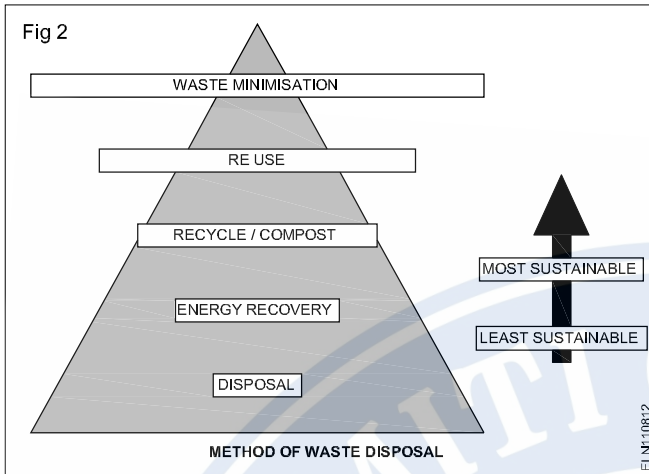 Fig 2
WASTE MINIMISATION
RE USE
RECYCLE / COMPOST
ENERGY RECOVERY
DISPOSAL
MOST SUSTAINABLE
LEAST SUSTAINABLE
METHOD OF WASTE DISPOSAL
ELN110812